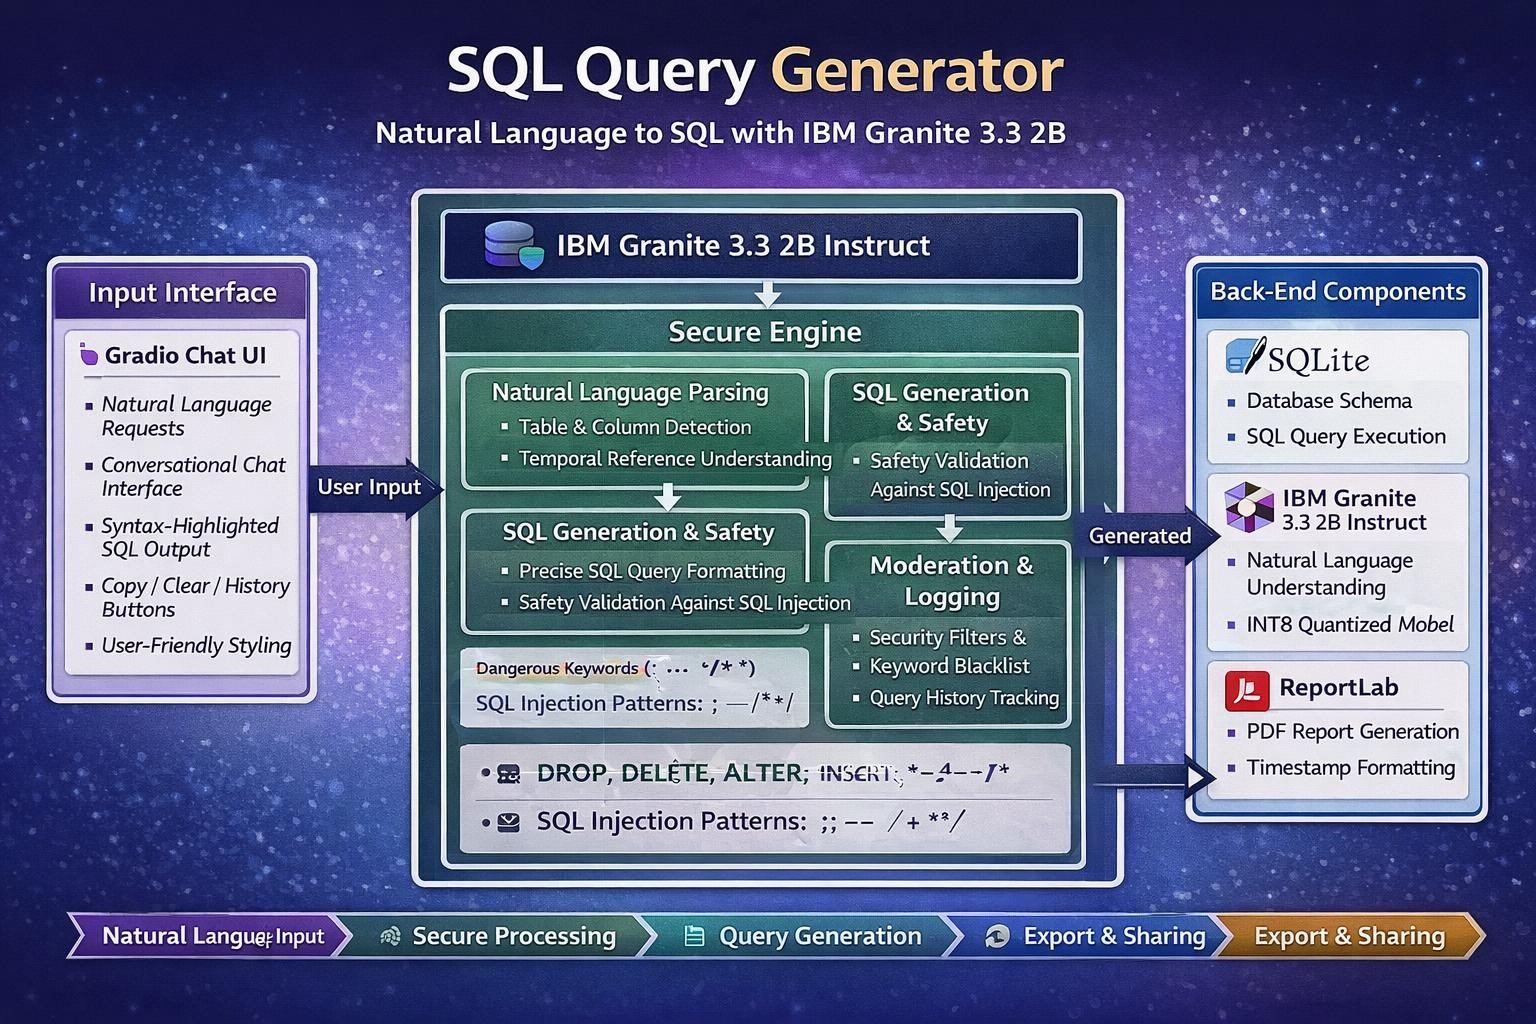 SQL Query Generator
Natural Language to SQL with IBM Granite 3.3 2B
Input Interface
Gradio Chat UI
▪ Natural Language
Requests
▪ Conversational Chat
Interface
▪ Syntax-Highlighted
SQL Output
▪ Copy / Clear / History
Buttons
▪ User-Friendly Styling
User Input
IBM Granite 3.3 2B Instruct
Secure Engine
Natural Language Parsing
▪ Table & Column Detection
▪ Temporal Reference Understanding
SQL Generation & Safety
▪ Precise SQL Query Formatting
▪ Safety Validation Against SQL Injection
Dangerous Keywords
SQL Injection Patterns: ; —/**/
SQL Generation
& Safety
▪ Safety Validation
Against SQL Injection
Moderation &
Logging
▪ Security Filters &
▪ Keyword Blacklist
▪ Query History Tracking
• DROP, DELETE, ALTER; INSERT
• SQL Injection Patterns: ;; -- / +
Generated
Back-End Components
SQLite
▪ Database Schema
▪ SQL Query Execution
IBM Granite
3.3 2B Instruct
▪ Natural Language
Understanding
▪ INT8 Quantized Mobel
ReportLab
▪ PDF Report Generation
▪ Timestamp Formatting
Natural Input
Secure Processing
Query Generation
Export & Sharing
Export & Sharing